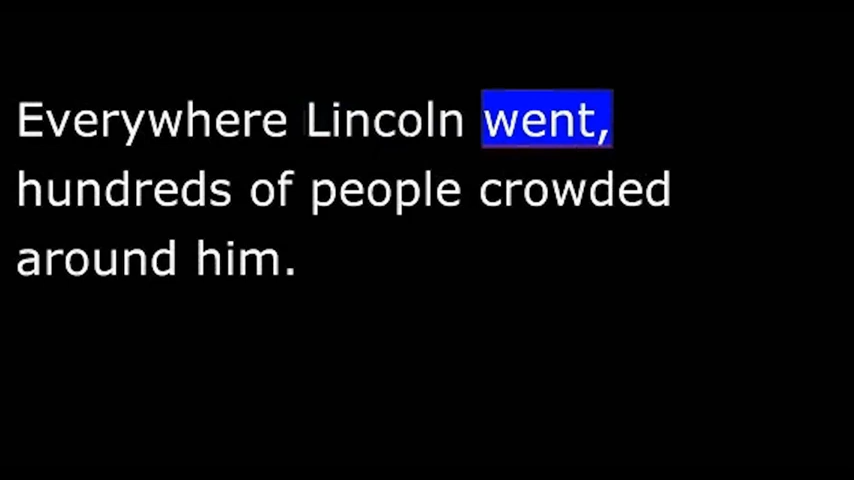 Everywhere Lincoln went,
hundreds of people crowded
around him.